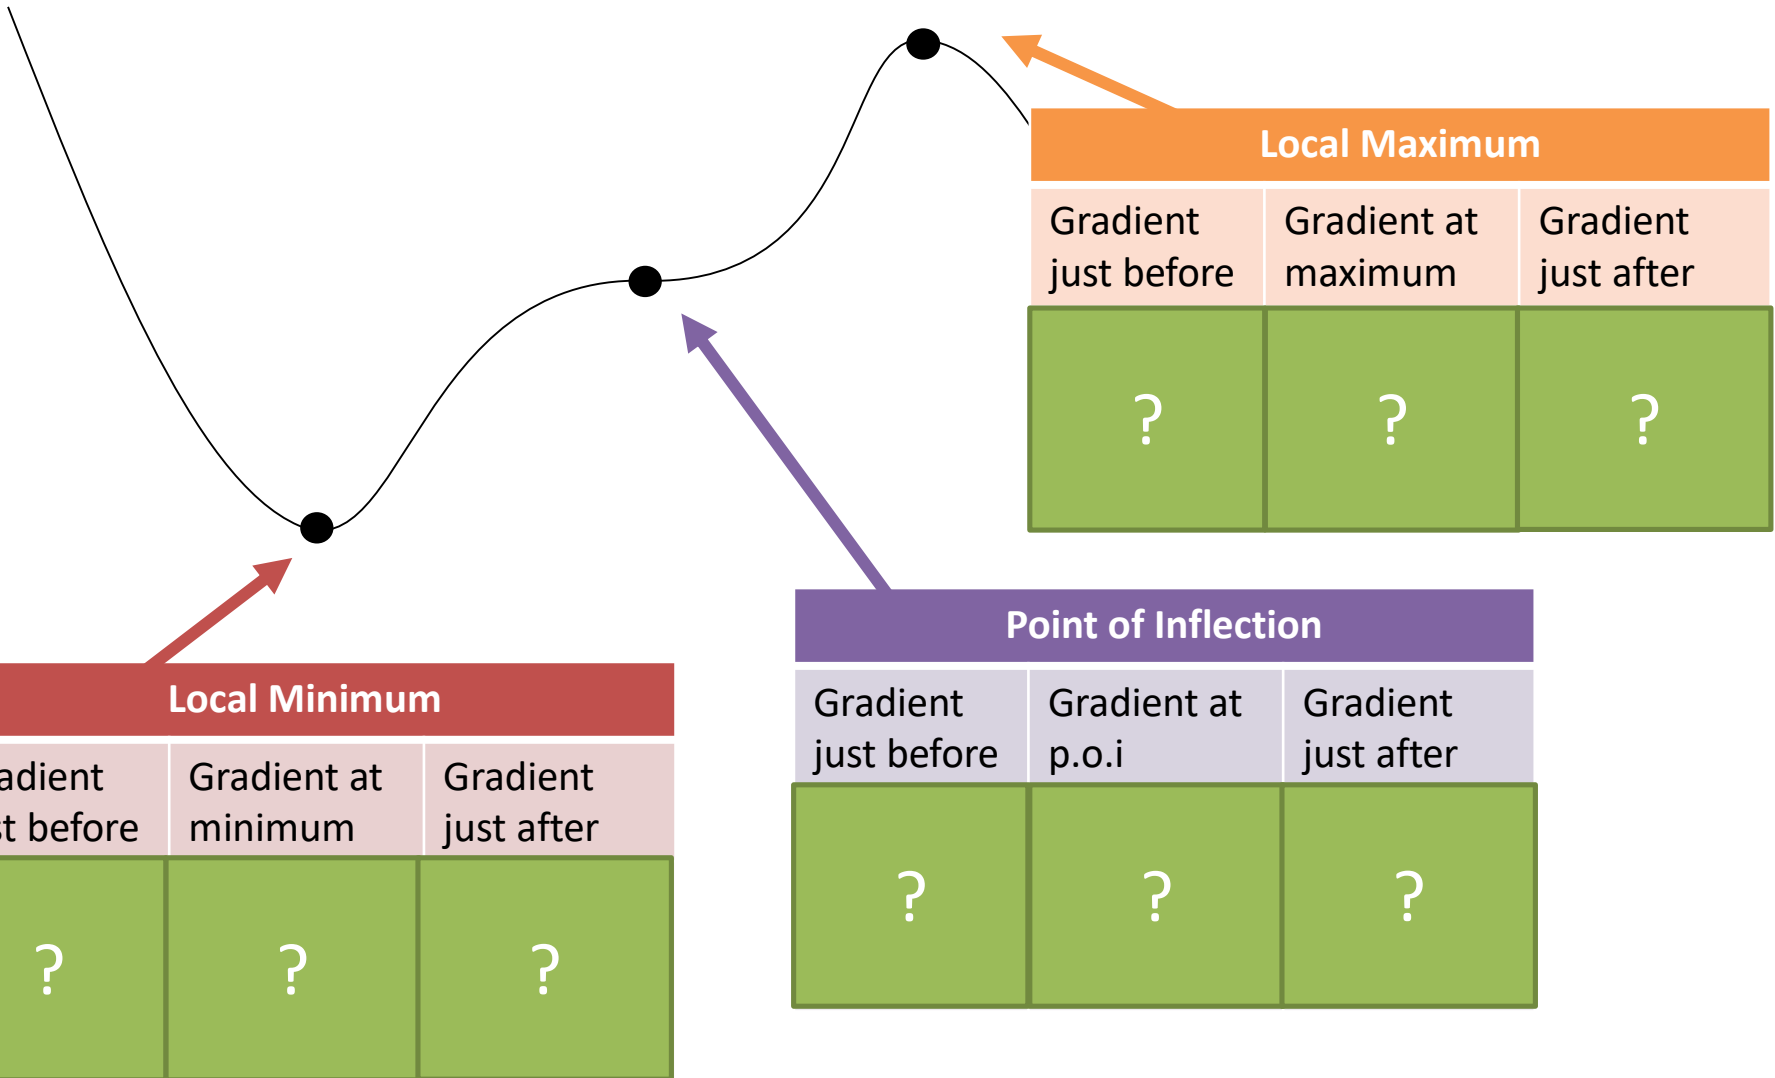 Local Maximum
Gradient just before
Gradient at maximum
Gradient just after
? ? ?
Point of Inflection
Gradient just before
Gradient at p.o.i
Gradient just after
? ? ?
Local Minimum
adient t before
Gradient at minimum
Gradient just after
? ? ?